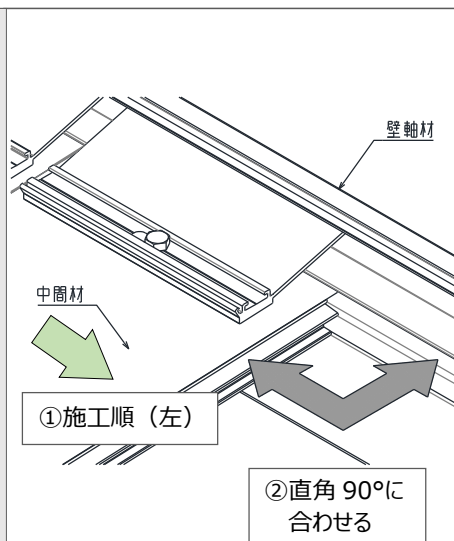 壁軸材
中間材
①施工順（左）
②直角 90°に
合わせる